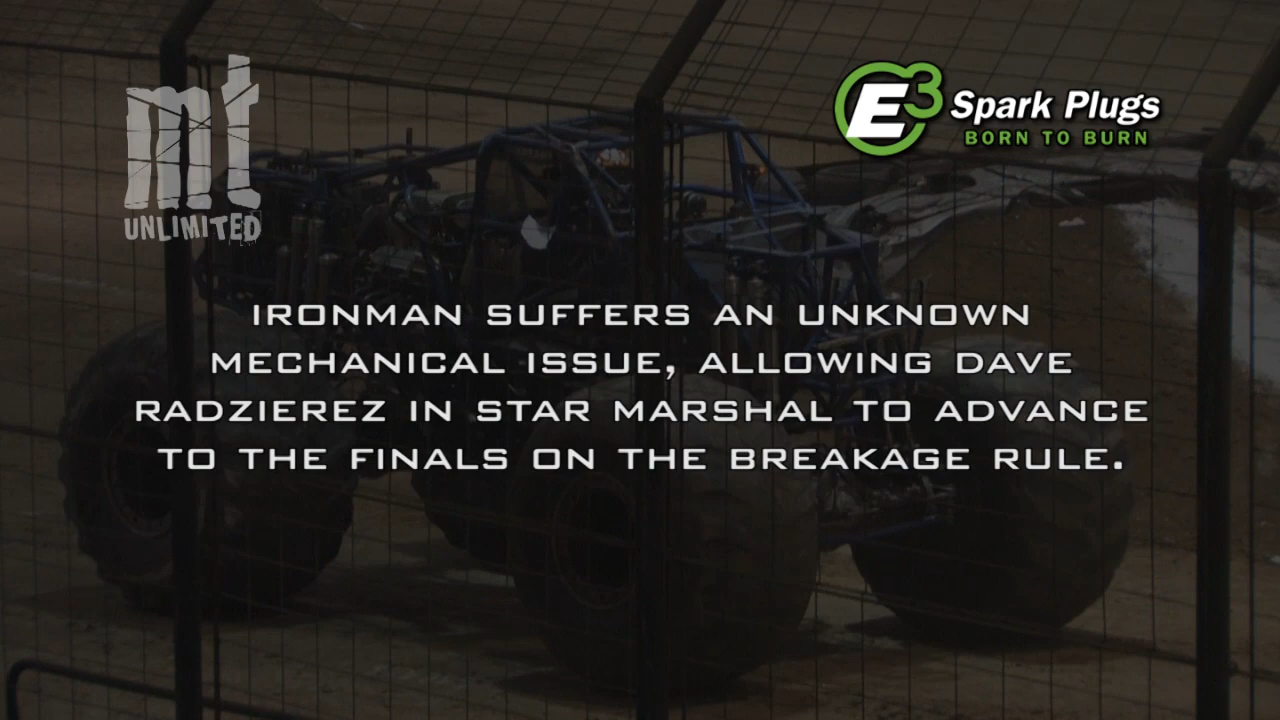 mt
UNLIMITED
E3 Spark Plugs
BORN TO BURN
IRONMAN SUFFERS AN UNKNOWN
MECHANICAL ISSUE, ALLOWING DAVE
RADZIEREZ IN STAR MARSHAL TO ADVANCE
TO THE FINALS ON THE BREAKAGE RULE.